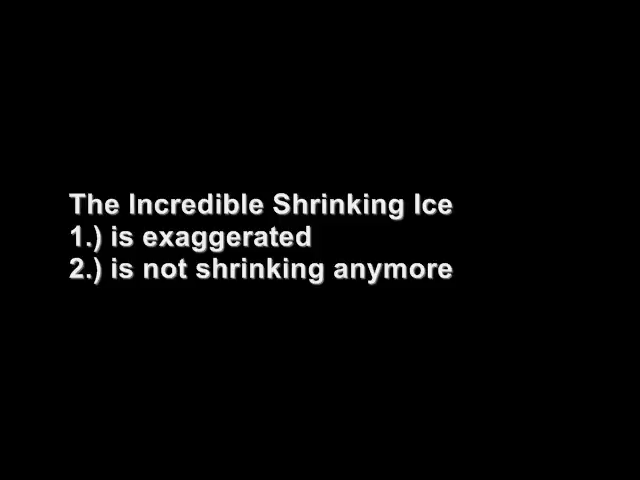 The Incredible Shrinking Ice
1.) is exaggerated
2.) is not shrinking anymore